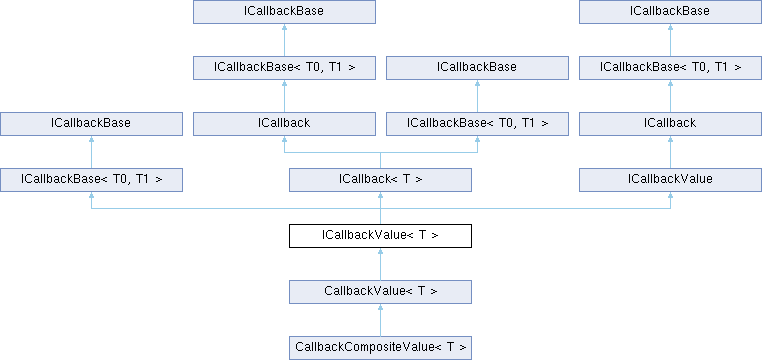 ICallbackBase
ICallbackBase
ICallbackBase< T0, T1 >
ICallbackBase
ICallbackBase< T0, T1 >
ICallbackBase
ICallback
ICallbackBase< T0, T1 >
ICallback
ICallbackBase< T0, T1 >
ICallback< T >
ICallbackValue
ICallbackValue< T >
CallbackValue< T >
CallbackCompositeValue< T >